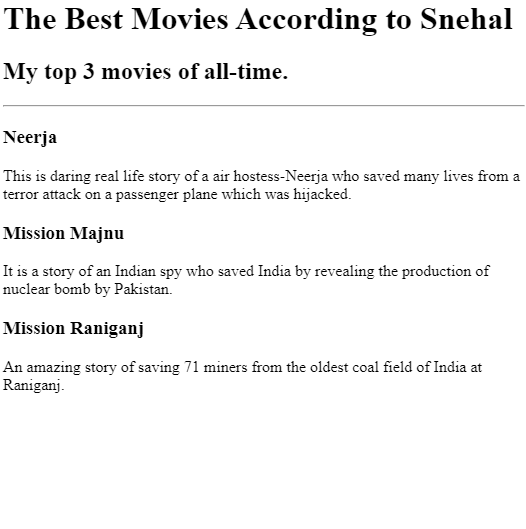 The Best Movies According to Snehal
My top 3 movies of all-time.
Neerja
This is daring real life story of a air hostess-Neerja who saved many lives from a
terror attack on a passenger plane which was hijacked.
Mission Majnu
It is a story of an Indian spy who saved India by revealing the production of
nuclear bomb by Pakistan.
Mission Raniganj
An amazing story of saving 71 miners from the oldest coal field of India at
Raniganj.